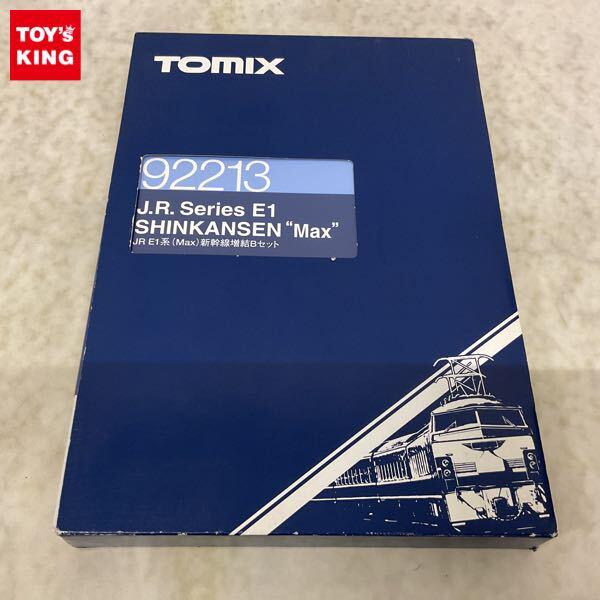 TOY's
KING
TOMIX
92213
J.R. Series E1
SHINKANSEN "Max"
JR E1系(Max)新幹線増結Bセット